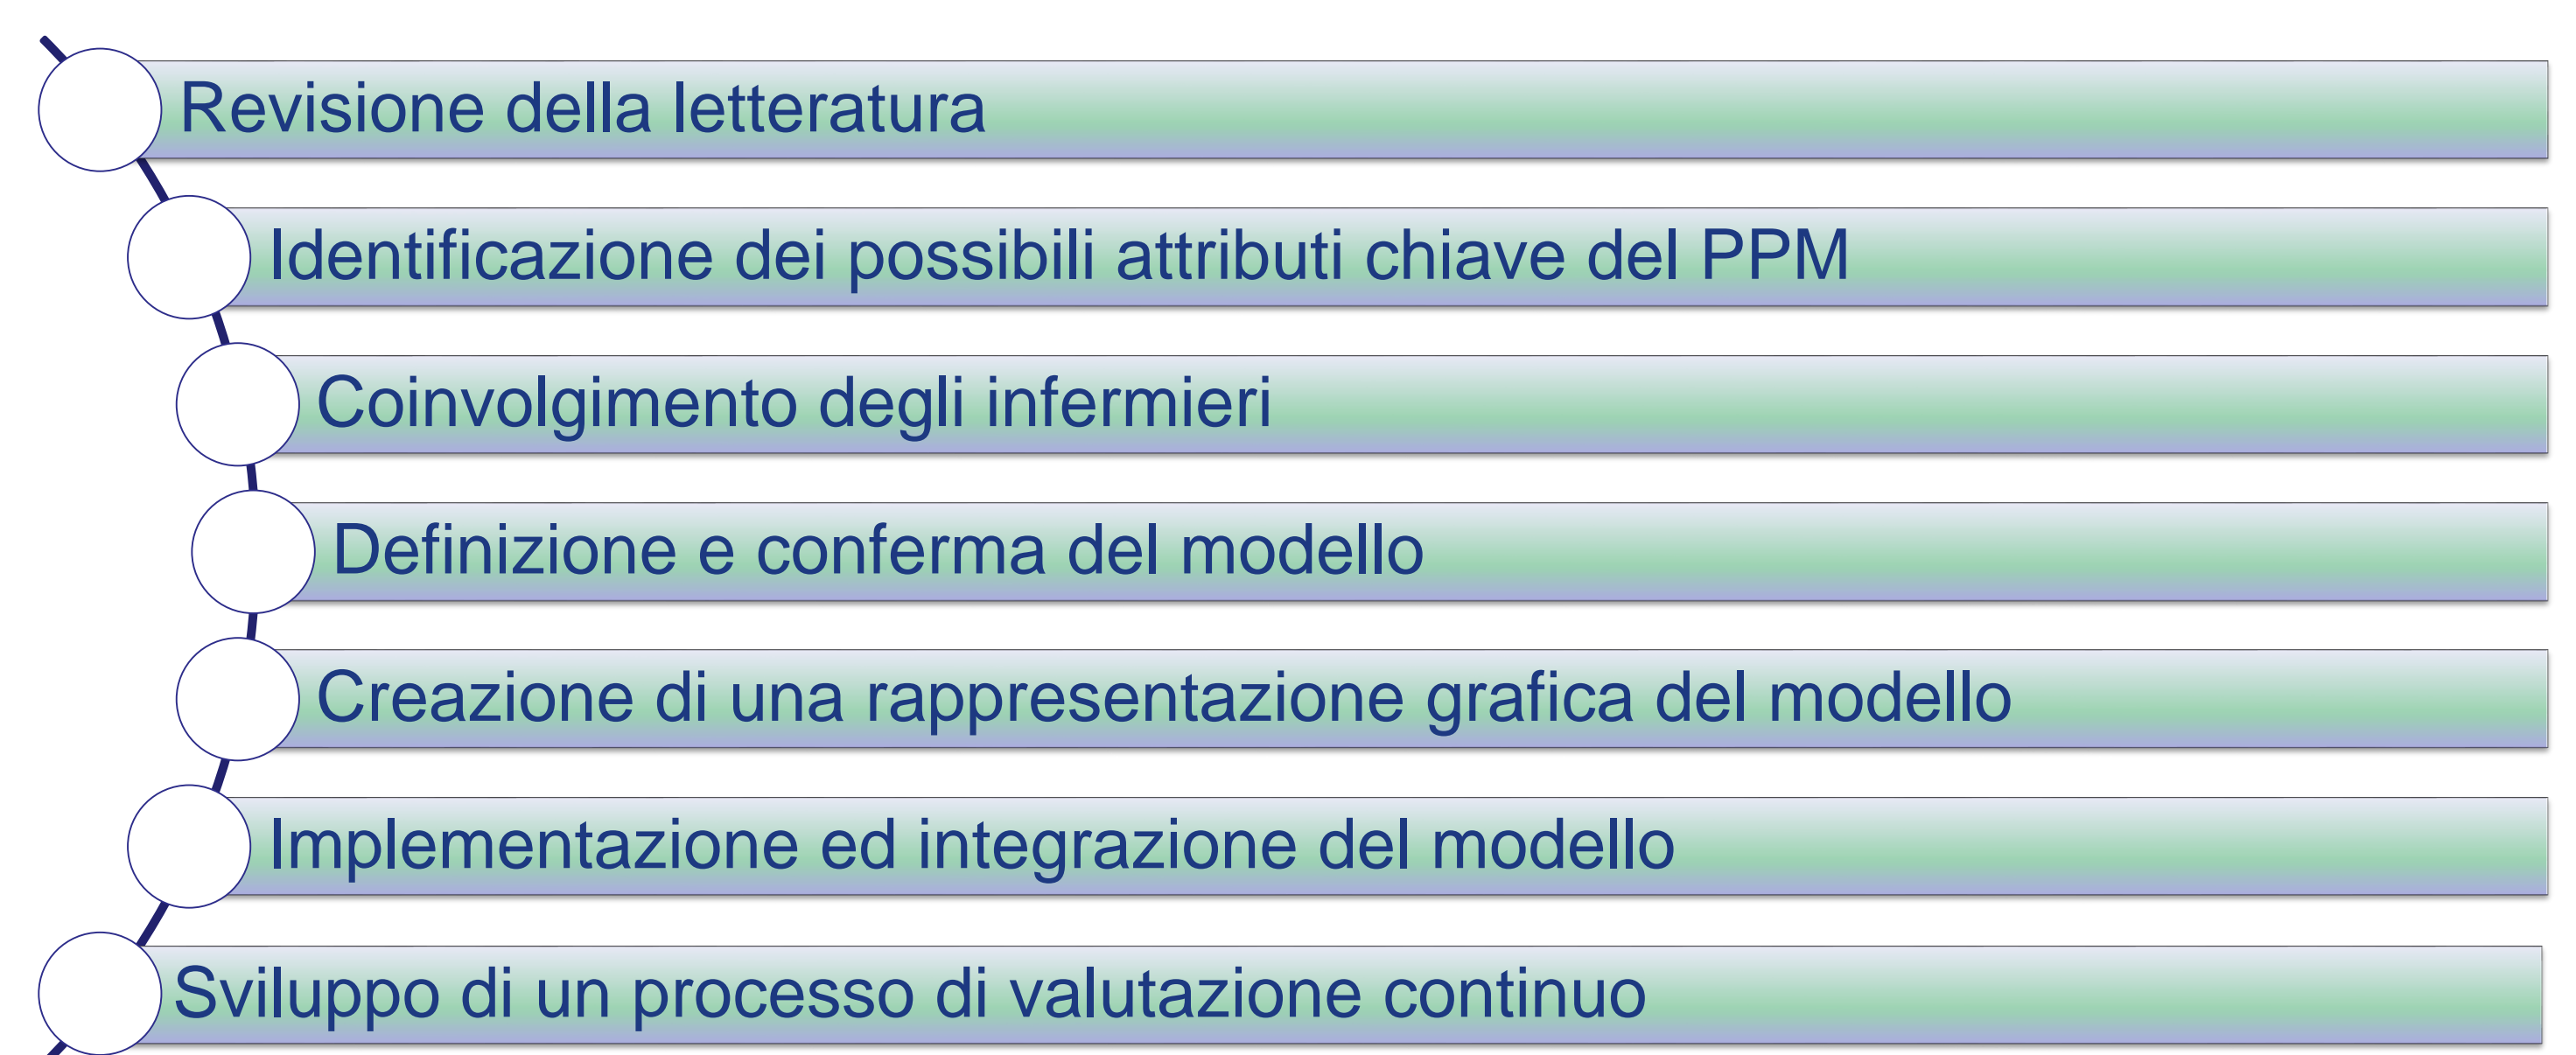 Revisione della letteratura
Identificazione dei possibili attributi chiave del PPM
Coinvolgimento degli infermieri
Definizione e conferma del modello
Creazione di una rappresentazione grafica del modello
Implementazione ed integrazione del modello
Sviluppo di un processo di valutazione continuo